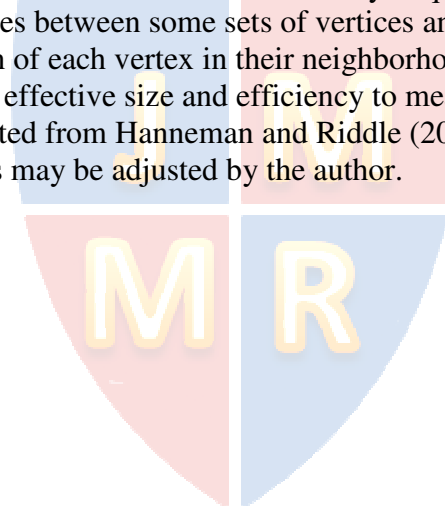 es between some sets of vertices ar
n of each vertex in their neighborho
effective size and efficiency to me
ted from Hanneman and Riddle (20
s may be adjusted by the author.
J M
M R